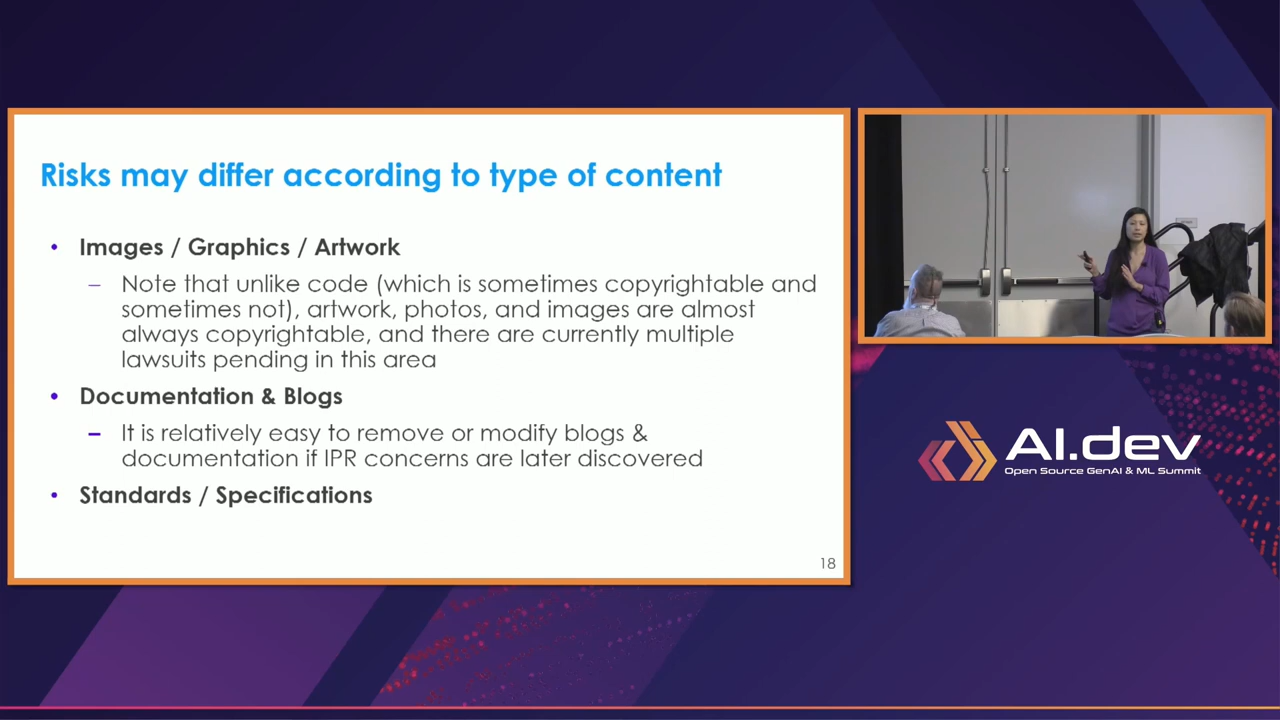 Risks may differ according to type of content
• Images / Graphics / Artwork
– Note that unlike code (which is sometimes copyrightable and
sometimes not), artwork, photos, and images are almost
always copyrightable, and there are currently multiple
lawsuits pending in this area
• Documentation & Blogs
– It is relatively easy to remove or modify blogs &
documentation if IPR concerns are later discovered
• Standards / Specifications
18
AI.dev
Open Source GenAI & ML Summit